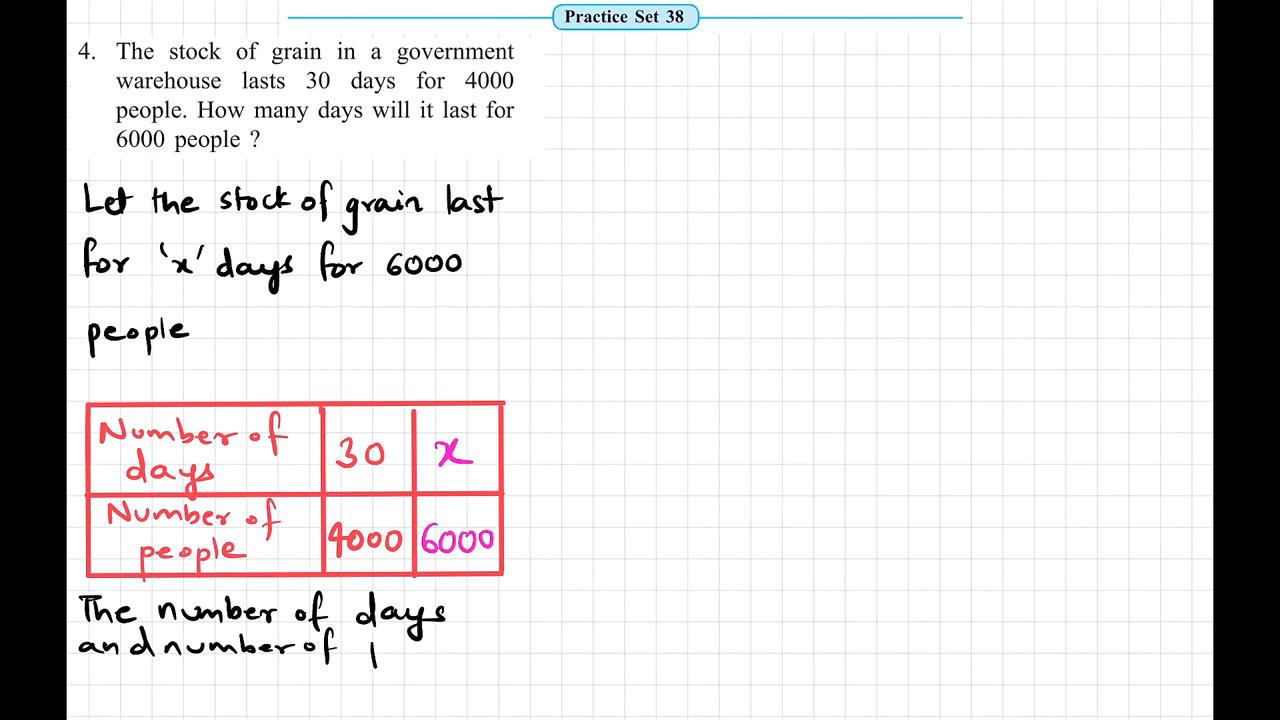 Practice Set 38
4. The stock of grain in a government
warehouse lasts 30 days for 4000
people. How many days will it last for
6000 people ?
Let the stock of grain last
for 'x' days for 6000
people
Number of days 30 x
Number of people 4000 6000
The number of days
and number of